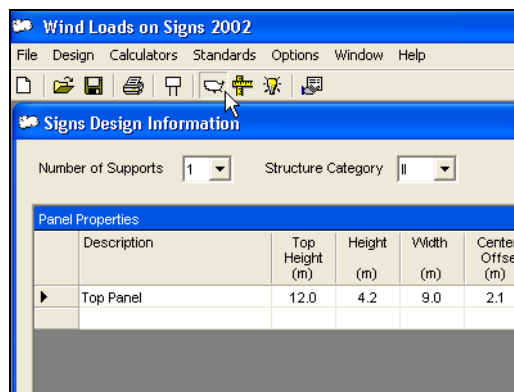 Wind Loads on Signs 2002
File Design Calculators Standards Options Window Help
Signs Design Information
Number of Supports 1 Structure Category II
Panel Properties
Description Top Height Width Center
Height Offse
(m) (m) (m) (m)
Top Panel 12.0 4.2 9.0 2.1